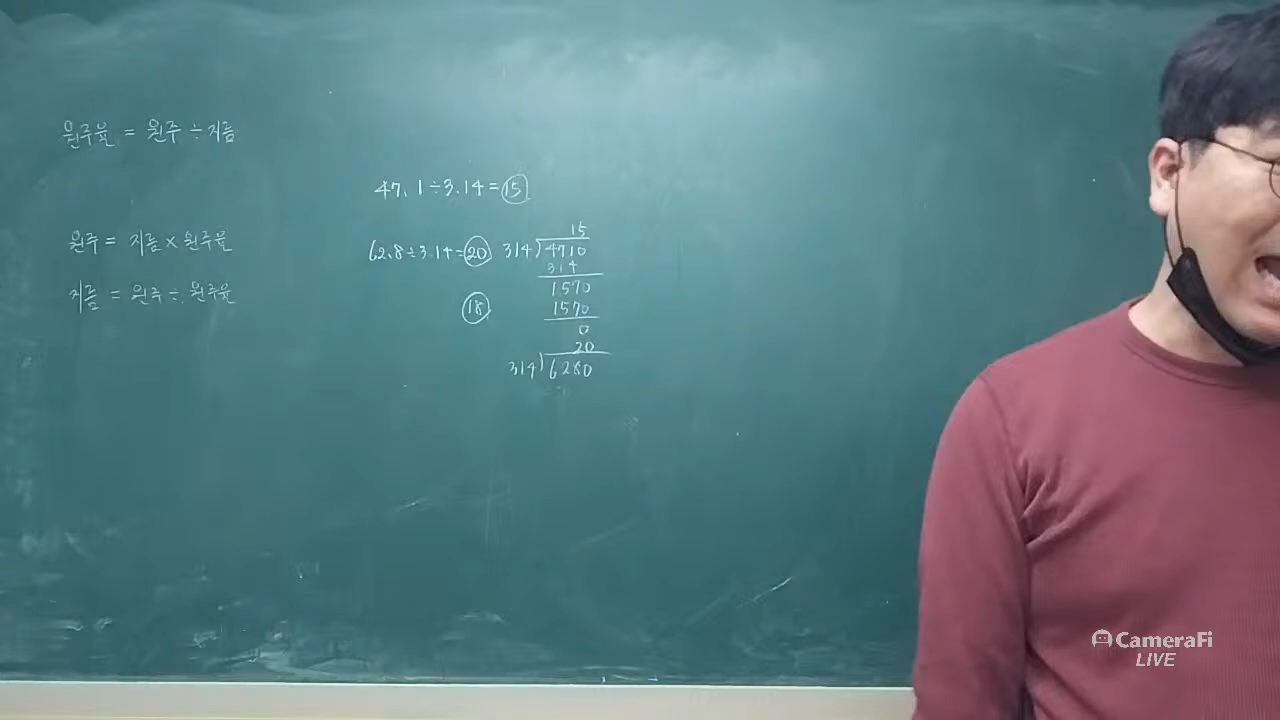 원주율 = 원주 ÷ 지름
원주 = 지름 × 원주율
지름 = 원주 ÷ 원주율
47.1÷3.14=15
62.8÷3.14=20
18
15
314)4710
314
1570
1570
0
20
314)6280
CameraFi
LIVE